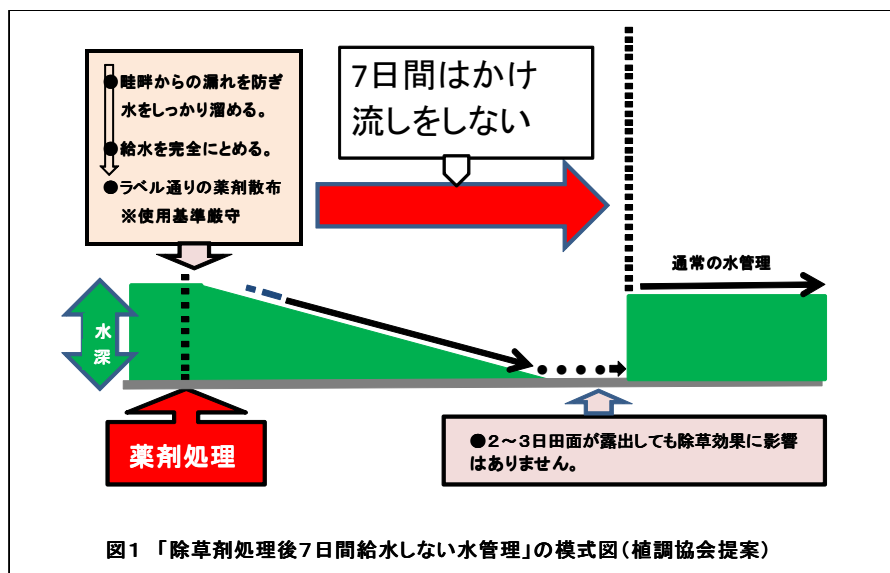 ●畦畔からの漏れを防ぎ
水をしっかり溜める。
●給水を完全にとめる。
●ラベル通りの薬剤散布
※使用基準厳守
7日間はかけ
流しをしない
通常の水管理
水
深
薬剤処理
●２～３日田面が露出しても除草効果に影響
はありません。
図１　「除草剤処理後７日間給水しない水管理」の模式図（植調協会提案）